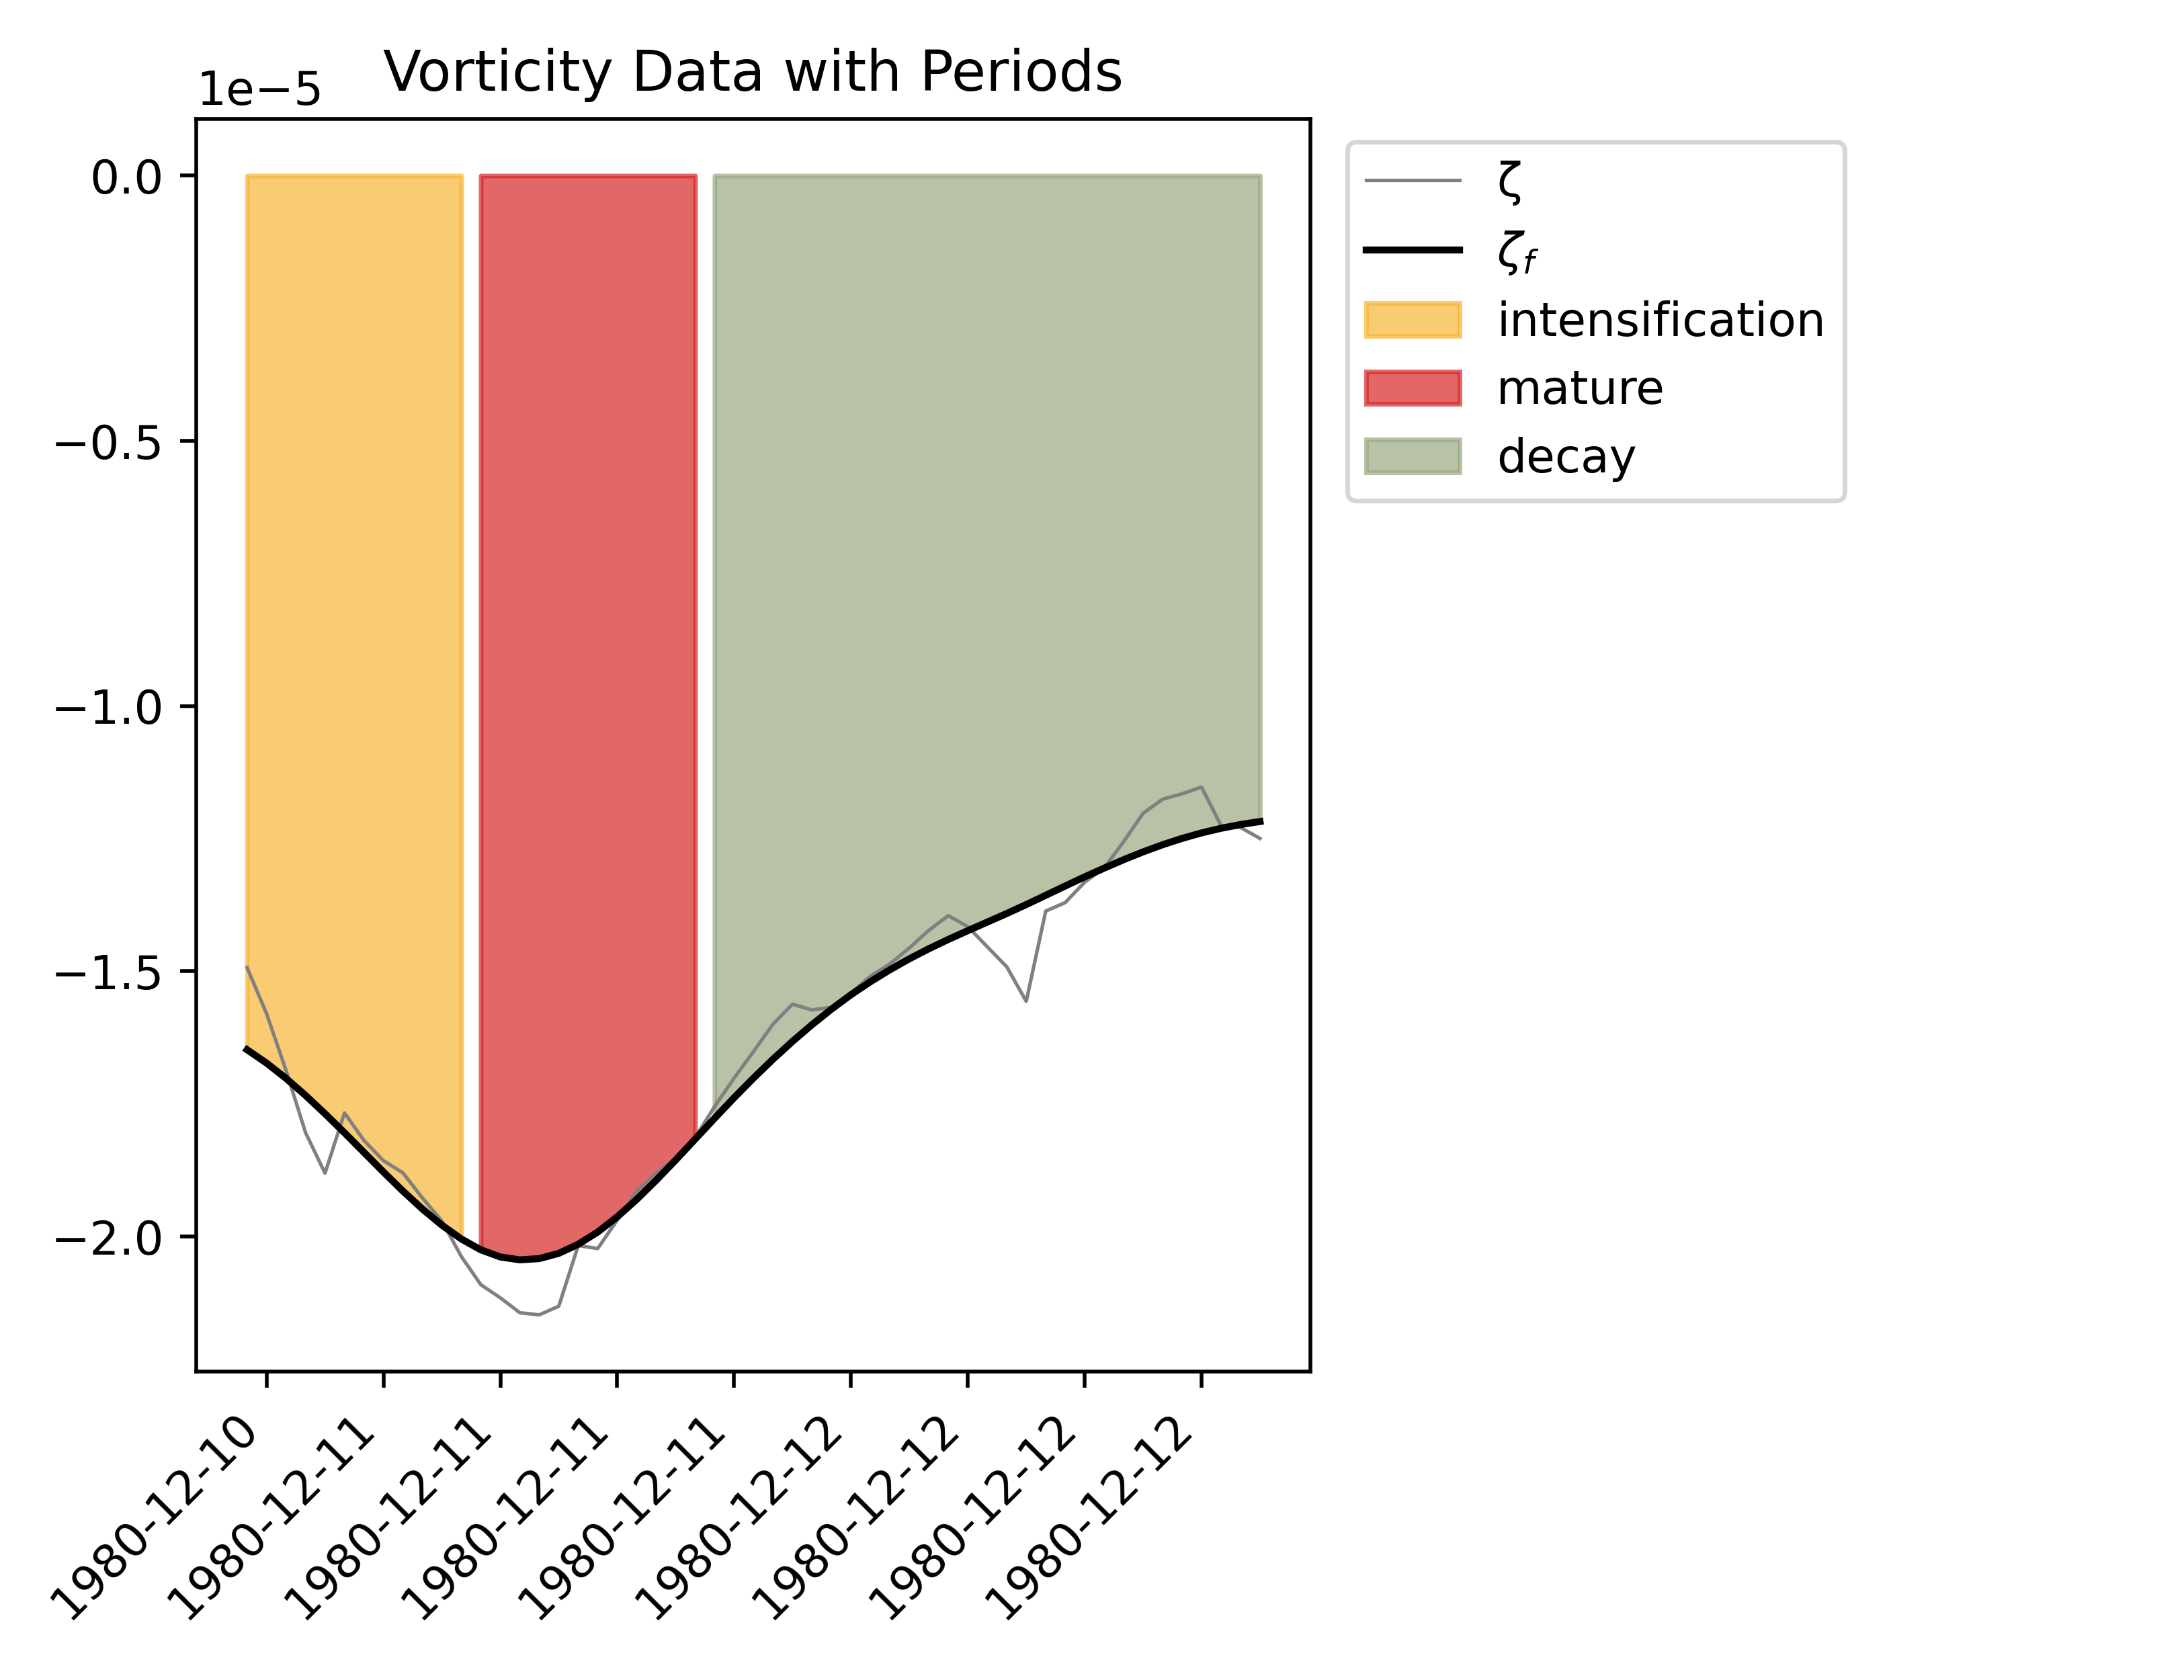 Vorticity Data with Periods
1e−5
0.0
−0.5
−1.0
−1.5
−2.0
1980-12-10
1980-12-11
1980-12-11
1980-12-11
1980-12-11
1980-12-12
1980-12-12
1980-12-12
1980-12-12
ζ
ζf
intensification
mature
decay